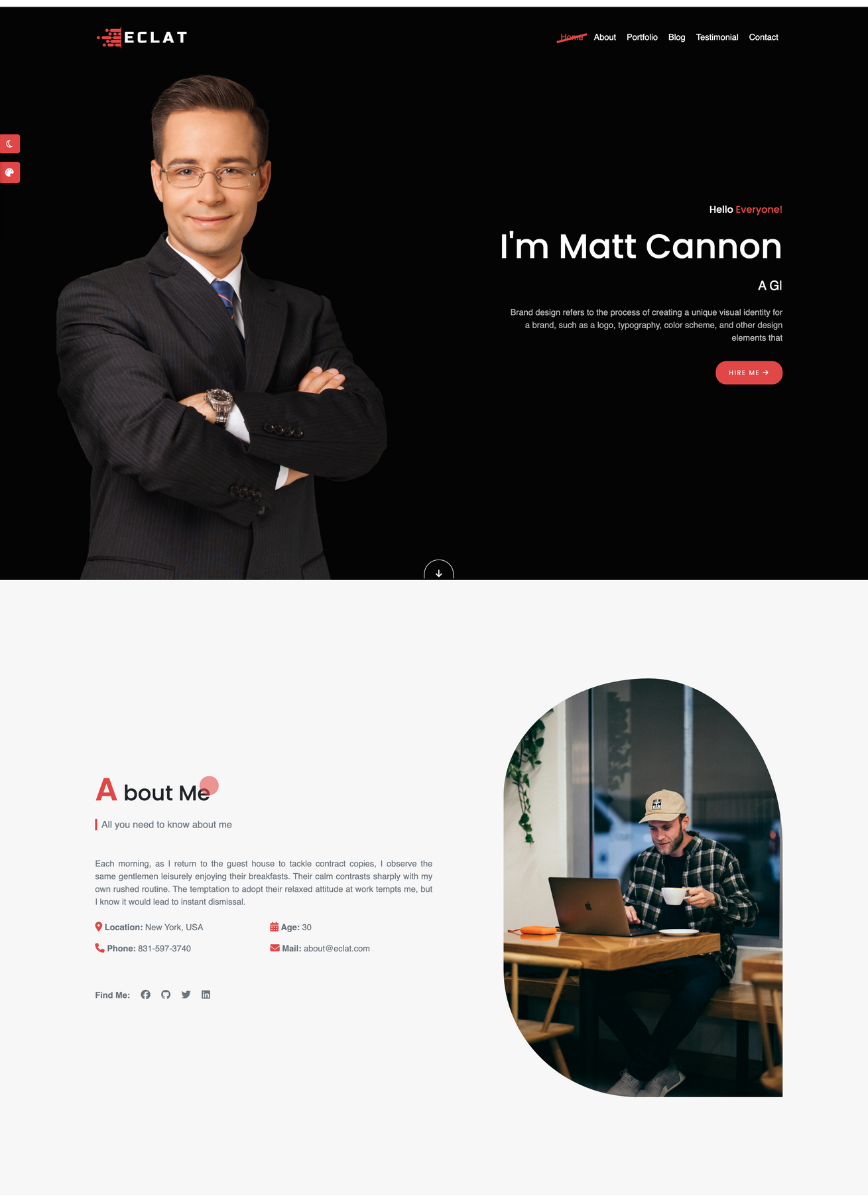 ECLAT
Home About Portfolio Blog Testimonial Contact
Hello Everyone!
I'm Matt Cannon
A Gl
Brand design refers to the process of creating a unique visual identity for
a brand, such as a logo, typography, color scheme, and other design
elements that
HIRE ME →
A bout Me
All you need to know about me
Each morning, as I return to the guest house to tackle contract copies, I observe the
same gentlemen leisurely enjoying their breakfasts. Their calm contrasts sharply with my
own rushed routine. The temptation to adopt their relaxed attitude at work tempts me, but
I know it would lead to instant dismissal.
Location: New York, USA Age: 30
Phone: 831-597-3740 Mail: about@eclat.com
Find Me: